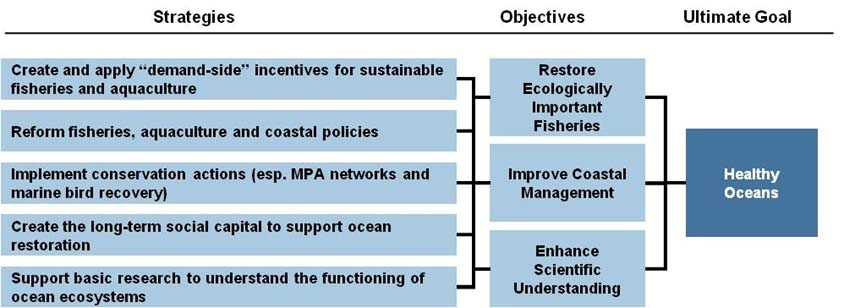 Strategies
Objectives
Ultimate Goal
Create and apply “demand-side” incentives for sustainable
fisheries and aquaculture
Reform fisheries, aquaculture and coastal policies
Implement conservation actions (esp. MPA networks and
marine bird recovery)
Create the long-term social capital to support ocean
restoration
Support basic research to understand the functioning of
ocean ecosystems
Restore
Ecologically
Important
Fisheries
Improve Coastal
Management
Enhance
Scientific
Understanding
Healthy
Oceans